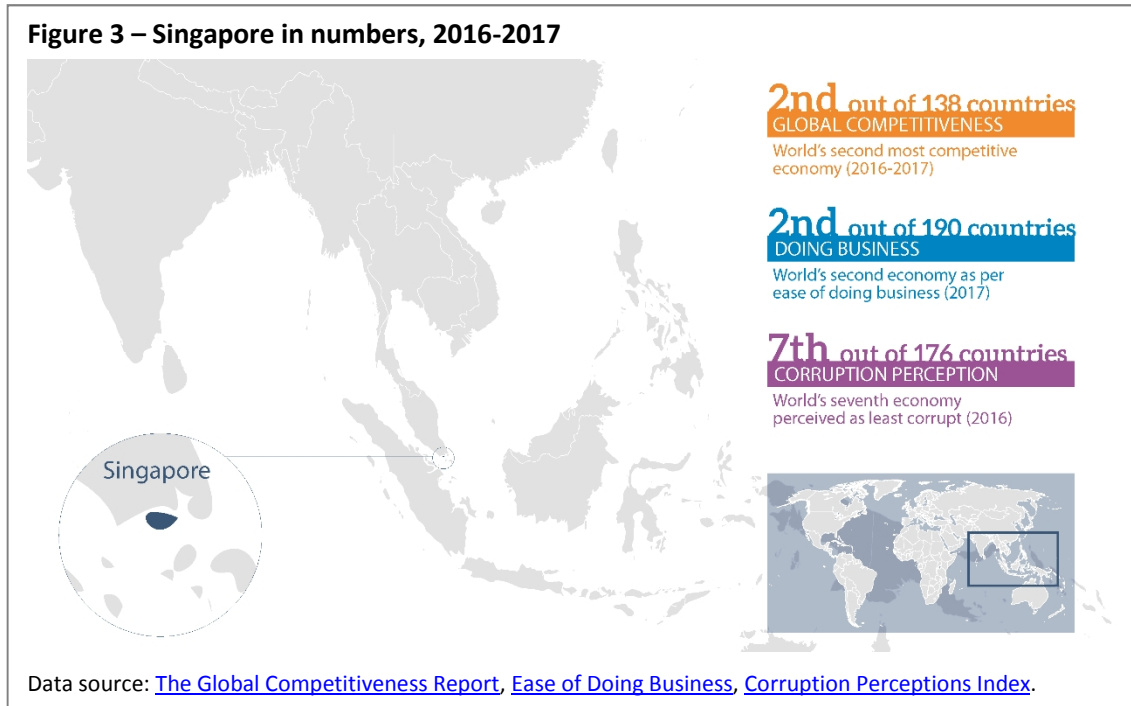 Figure 3 – Singapore in numbers, 2016-2017
2nd out of 138 countries
GLOBAL COMPETITIVENESS
World's second most competitive
economy (2016-2017)
2nd out of 190 countries
DOING BUSINESS
World's second economy as per
ease of doing business (2017)
7th out of 176 countries
CORRUPTION PERCEPTION
World's seventh economy
perceived as least corrupt (2016)
Singapore
Data source: The Global Competitiveness Report, Ease of Doing Business, Corruption Perceptions Index.